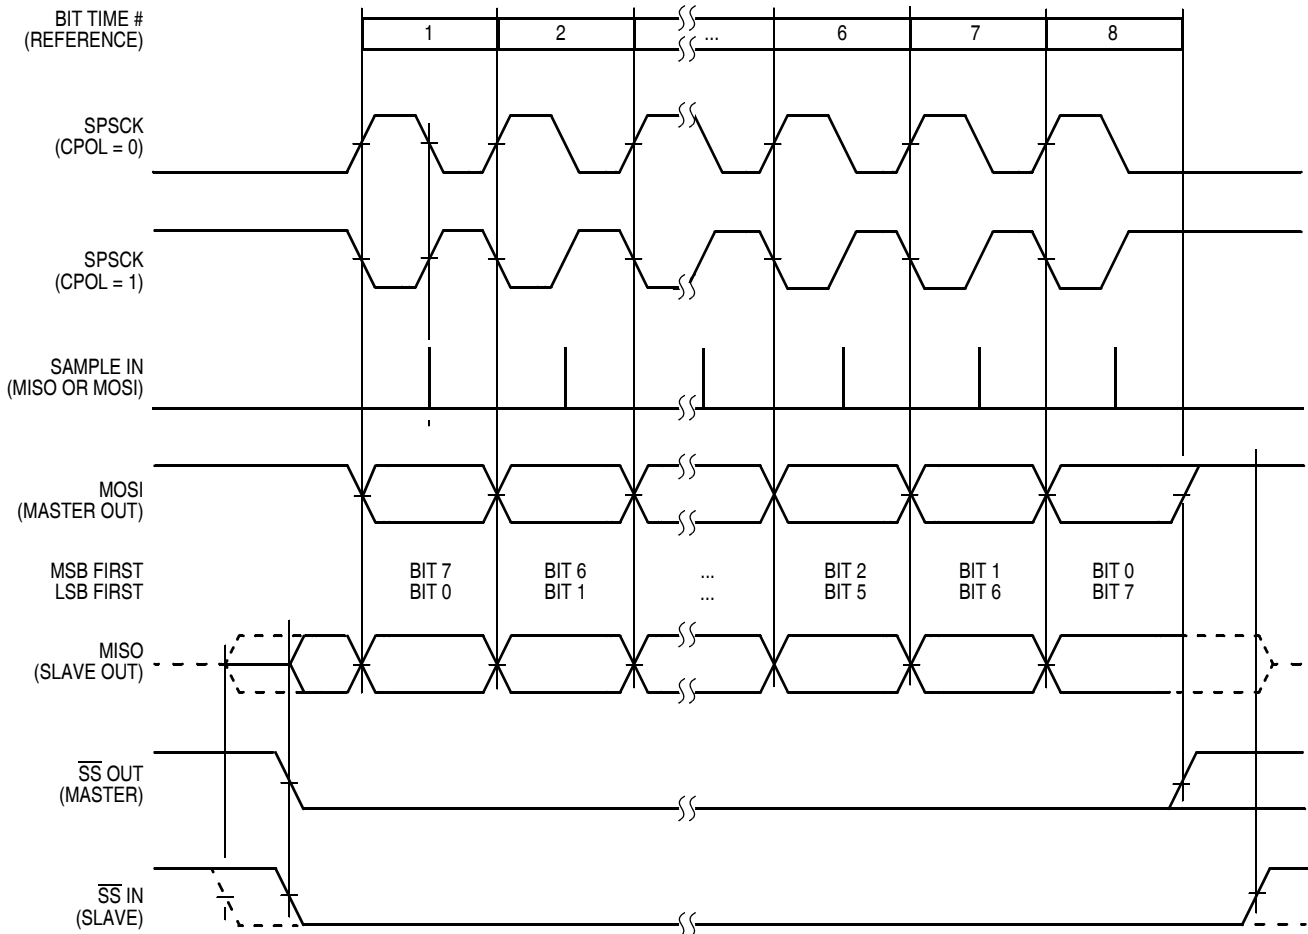 BIT TIME #
(REFERENCE)
1 2 ... 6 7 8
SPSCK
(CPOL = 0)
SPSCK
(CPOL = 1)
SAMPLE IN
(MISO OR MOSI)
MOSI
(MASTER OUT)
MSB FIRST BIT 7 BIT 6 ... BIT 2 BIT 1 BIT 0
LSB FIRST BIT 0 BIT 1 ... BIT 5 BIT 6 BIT 7
MISO
(SLAVE OUT)
SS OUT
(MASTER)
SS IN
(SLAVE)